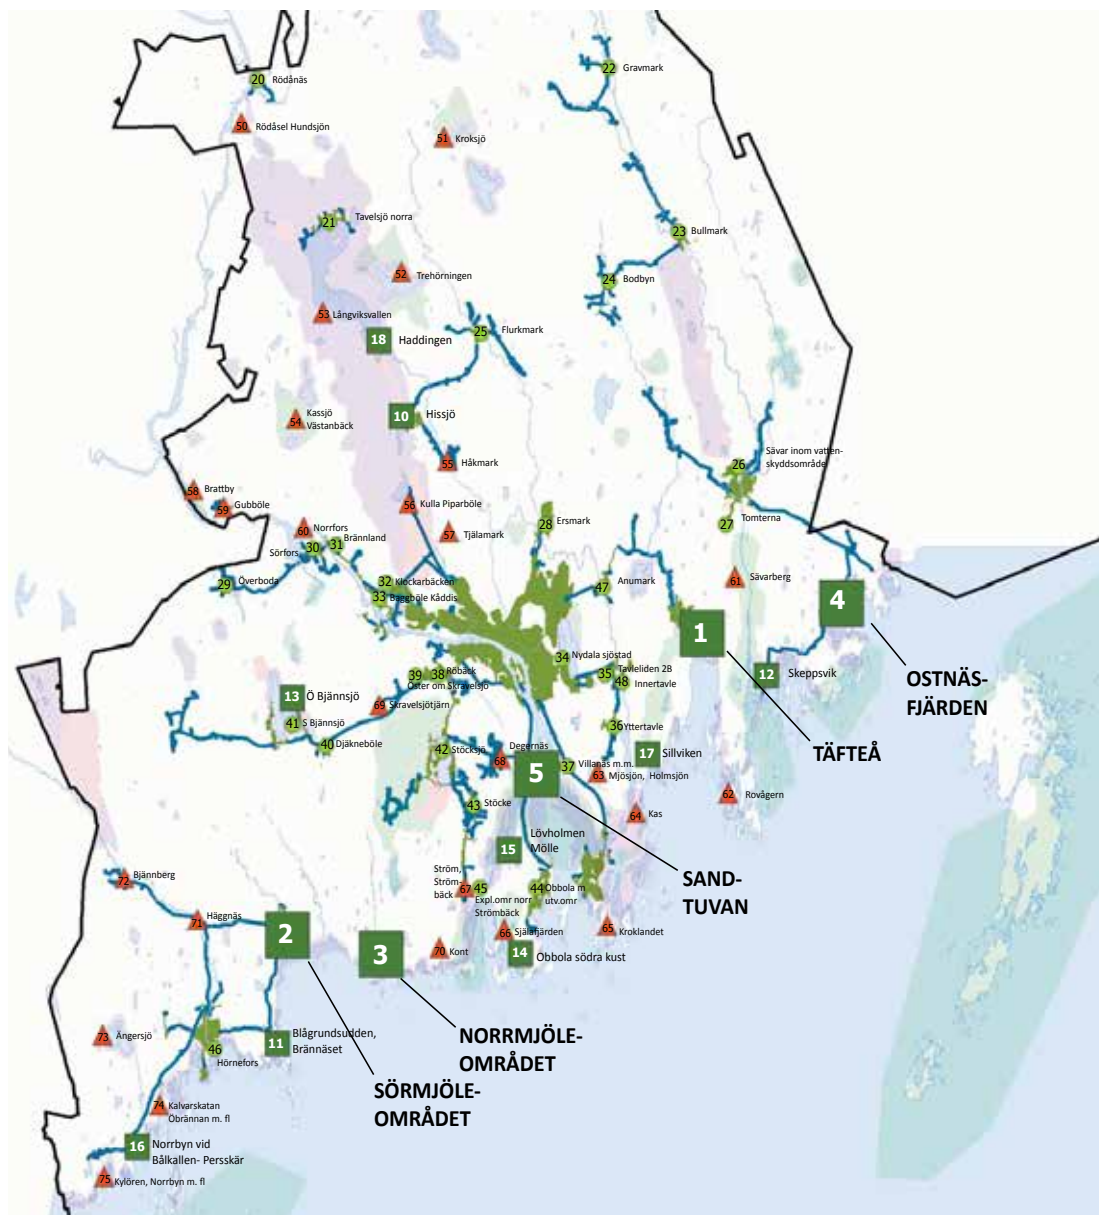 20 Rödånäs
22 Gravmark
50 Rödåsel Hundsjön
51 Kroksjö
21 Tavelsjö norra
23 Bullmark
52 Trehörningen
24 Bodbyn
53 Långviksvallen
18 Haddingen
25 Flurkmark
54 Kassjö
Västanbäck
10 Hissjö
55 Håkmark
26 Sävar inom vatten-
skyddsområde
58 Brattby
59 Gubböle
56 Kulla Piparböle
27 Tomterna
60 Norrfors
57 Tjälamark
28 Ersmark
31 Brännland
30 Sörfors
29 Överboda
32 Klockarbäcken
33 Baggböle Kåddis
47 Anumark
61 Sävarberg
4
1
34 Nydala sjöstad
35 Tavleliden 2B
48 Innertavle
12 Skeppsvik
OSTNÄS-
FJÄRDEN
39 38 Röbäck
Öster om Skravelsjö
13 Ö Bjännsjö
69 Skravelsjötjärn
41 S Bjännsjö
40 Djäkneböle
36 Yttertavle
42 Stöcksjö
68 Degernäs
17 Sillviken
TÄFTEÅ
5
37 Villanäs m.m.
63 Mjösjön, Holmsjön
62 Rovågern
43 Stöcke
64 Kas
15 Lövholmen
Mölle
67 Ström,
Ström-
bäck
SAND-
TUVAN
72 Bjännberg
45 Expl.omr norr
Strömbäck
44 Obbola m
utv.omr
71 Häggnäs
2
3
66 Själafjärden
65 Kroklandet
70 Kont
14 Obbola södra kust
73 Ängersjö
46 Hörnefors
11 Blågrundsudden,
Brännäset
NORRMJÖLE-
OMRÅDET
SÖRMJÖLE-
OMRÅDET
74 Kalvarskatan
Öbrännan m. fl
16 Norrbyn vid
Bålkallen- Persskär
75 Kylören, Norrbyn m. fl